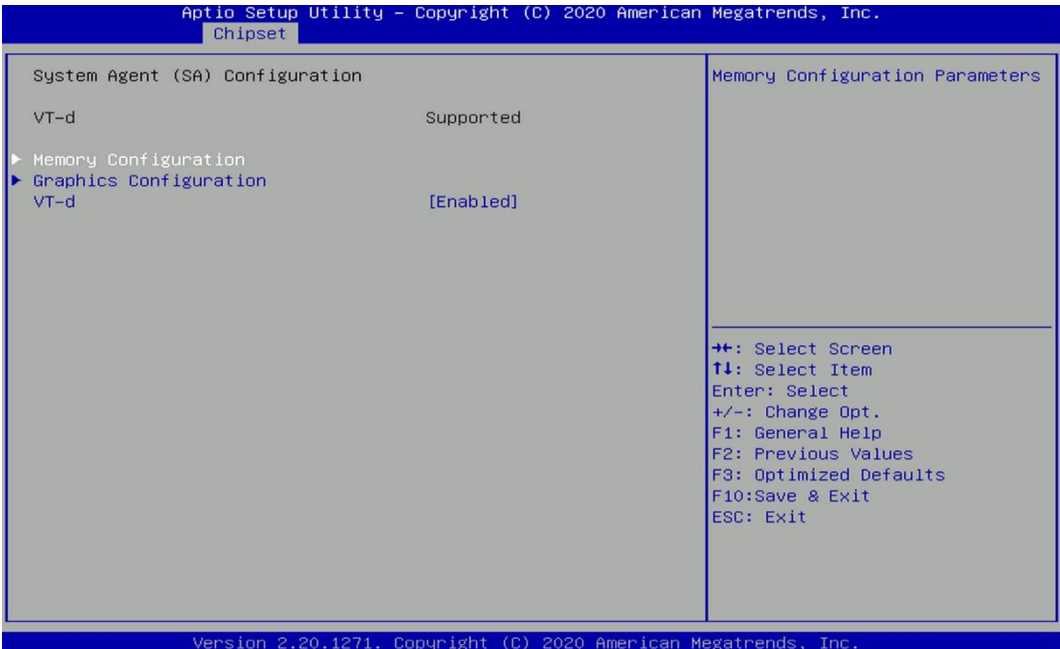 Aptio Setup Utility – Copyright (C) 2020 American Megatrends, Inc.
Chipset
System Agent (SA) Configuration
VT-d Supported
► Memory Configuration
► Graphics Configuration
VT-d [Enabled]
Memory Configuration Parameters
→←: Select Screen
↑↓: Select Item
Enter: Select
+/-: Change Opt.
F1: General Help
F2: Previous Values
F3: Optimized Defaults
F10:Save & Exit
ESC: Exit
Version 2.20.1271. Copyright (C) 2020 American Megatrends, Inc.